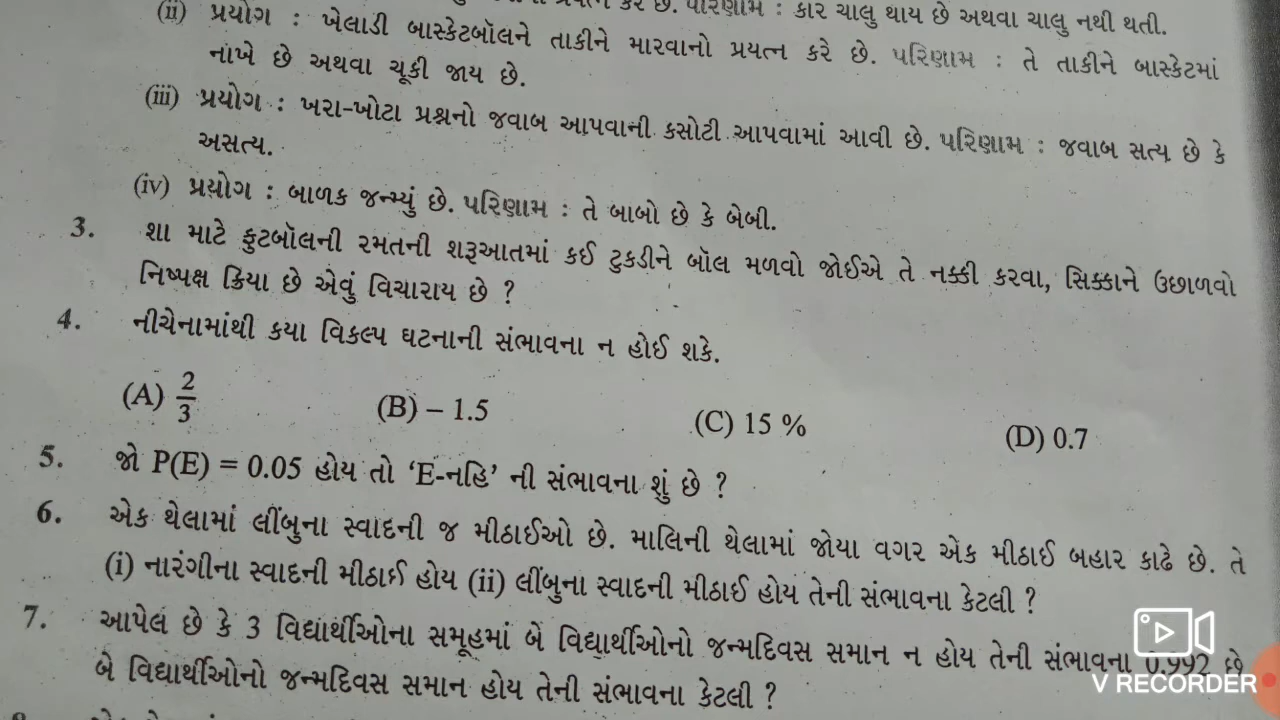 પરિણામ : કાર ચાલુ થાય છે અથવા ચાલુ નથી થતી.
(ii) પ્રયોગ : ખેલાડી બાસ્કેટબૉલને તાકીને મારવાનો પ્રયત્ન કરે છે. પરિણામ : તે તાકીને બાસ્કેટમાં
નાખે છે અથવા ચૂકી જાય છે.
(iii) પ્રયોગ : ખરા-ખોટા પ્રશ્નનો જવાબ આપવાની કસોટી આપવામાં આવી છે. પરિણામ : જવાબ સત્ય છે કે
અસત્ય.
(iv) પ્રયોગ : બાળક જન્મ્યું છે. પરિણામ : તે બાબો છે કે બેબી.
3. શા માટે ફુટબૉલની રમતની શરૂઆતમાં કઈ ટુકડીને બૉલ મળવો જોઈએ તે નક્કી કરવા, સિક્કાને ઉછાળવો
નિષ્પક્ષ ક્રિયા છે એવું વિચારાય છે ?
4. નીચેનામાંથી કયા વિકલ્પ ઘટનાની સંભાવના ન હોઈ શકે.
(A) 2/3 (B) – 1.5 (C) 15 % (D) 0.7
5. જો P(E) = 0.05 હોય તો ‘E-નહિ’ ની સંભાવના શું છે ?
6. એક થેલામાં લીંબુના સ્વાદની જ મીઠાઈઓ છે. માલિની થેલામાં જોયા વગર એક મીઠાઈ બહાર કાઢે છે. તે
(i) નારંગીના સ્વાદની મીઠાઈ હોય (ii) લીંબુના સ્વાદની મીઠાઈ હોય તેની સંભાવના કેટલી ?
7. આપેલ છે કે 3 વિદ્યાર્થીઓના સમૂહમાં બે વિદ્યાર્થીઓનો જન્મદિવસ સમાન ન હોય તેની સંભાવના 0.992 છે
બે વિદ્યાર્થીઓનો જન્મદિવસ સમાન હોય તેની સંભાવના કેટલી ?
V RECORDER